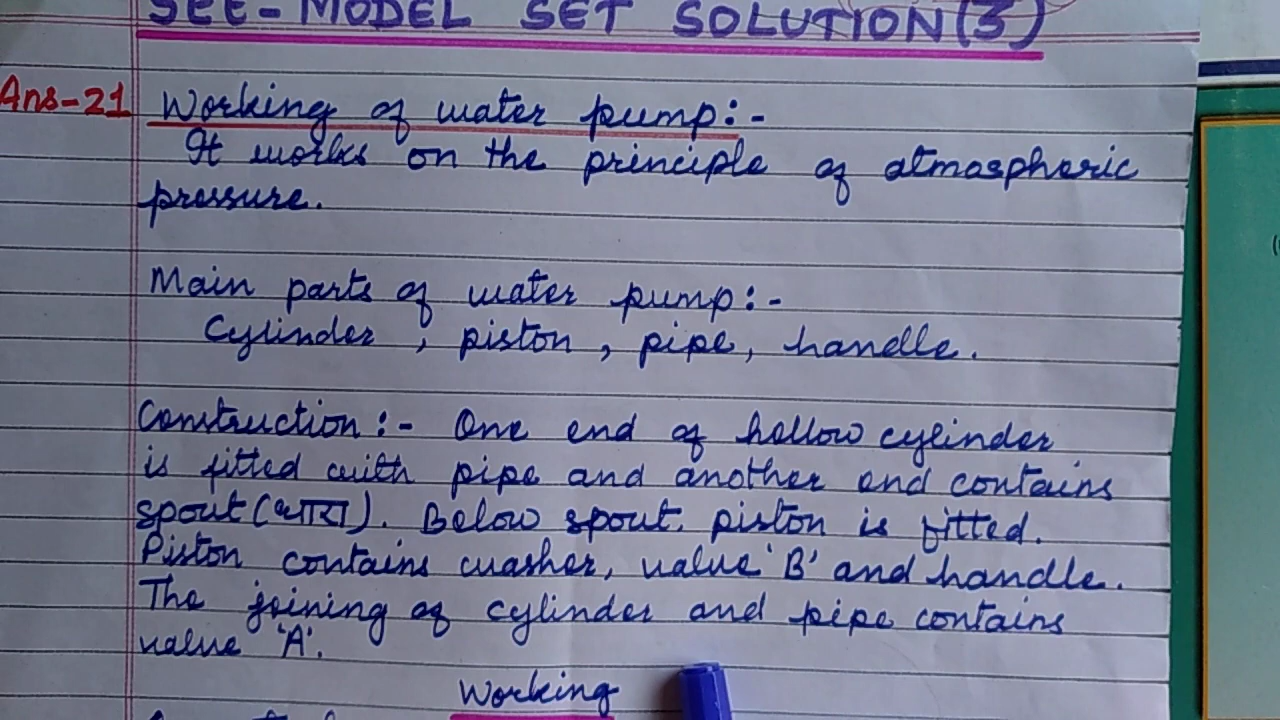 SEE-MODEL SET SOLUTION(3)
Ans-21 Working of water pump:-
It works on the principle of atmospheric
pressure.
Main parts of water pump:-
Cylinder, piston, pipe, handle.
Construction:- One end of hollow cylinder
is fitted with pipe and another end contains
spout(धारा). Below spout. piston is fitted.
Piston contains washer, value 'B' and handle.
The joining of cylinder and pipe contains
value 'A'.
Working